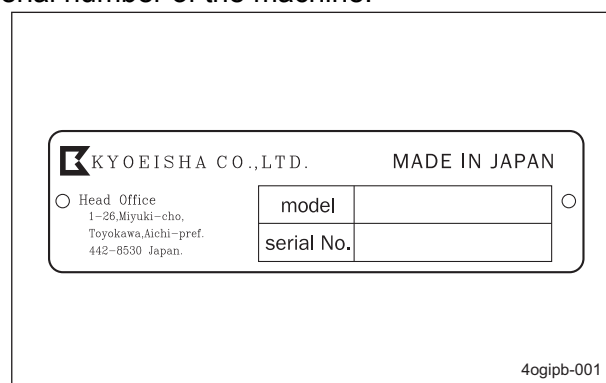 serial number of the machine.
KYOEISHA CO.,LTD. MADE IN JAPAN
Head Office
1-26,Miyuki-cho,
Toyokawa,Aichi-pref.
442-8530 Japan.
model
serial No.
4ogipb-001